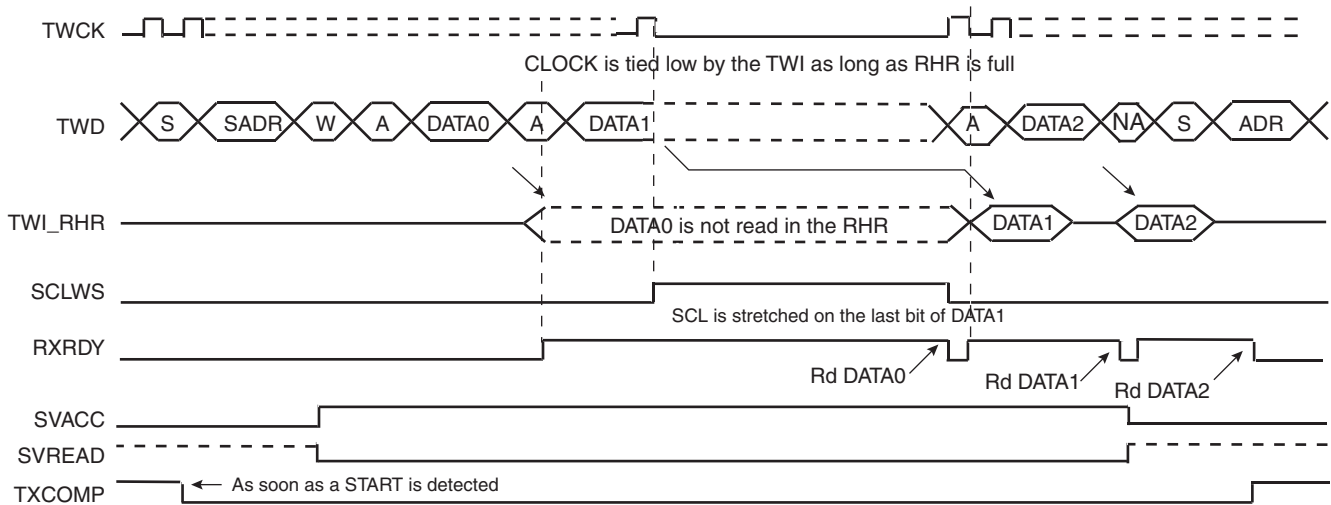 TWCK
CLOCK is tied low by the TWI as long as RHR is full
TWD S SADR W A DATA0 A DATA1 A DATA2 NA S ADR
TWI_RHR DATA0 is not read in the RHR DATA1 DATA2
SCLWS
SCL is stretched on the last bit of DATA1
RXRDY
Rd DATA0 Rd DATA1 Rd DATA2
SVACC
SVREAD
TXCOMP As soon as a START is detected